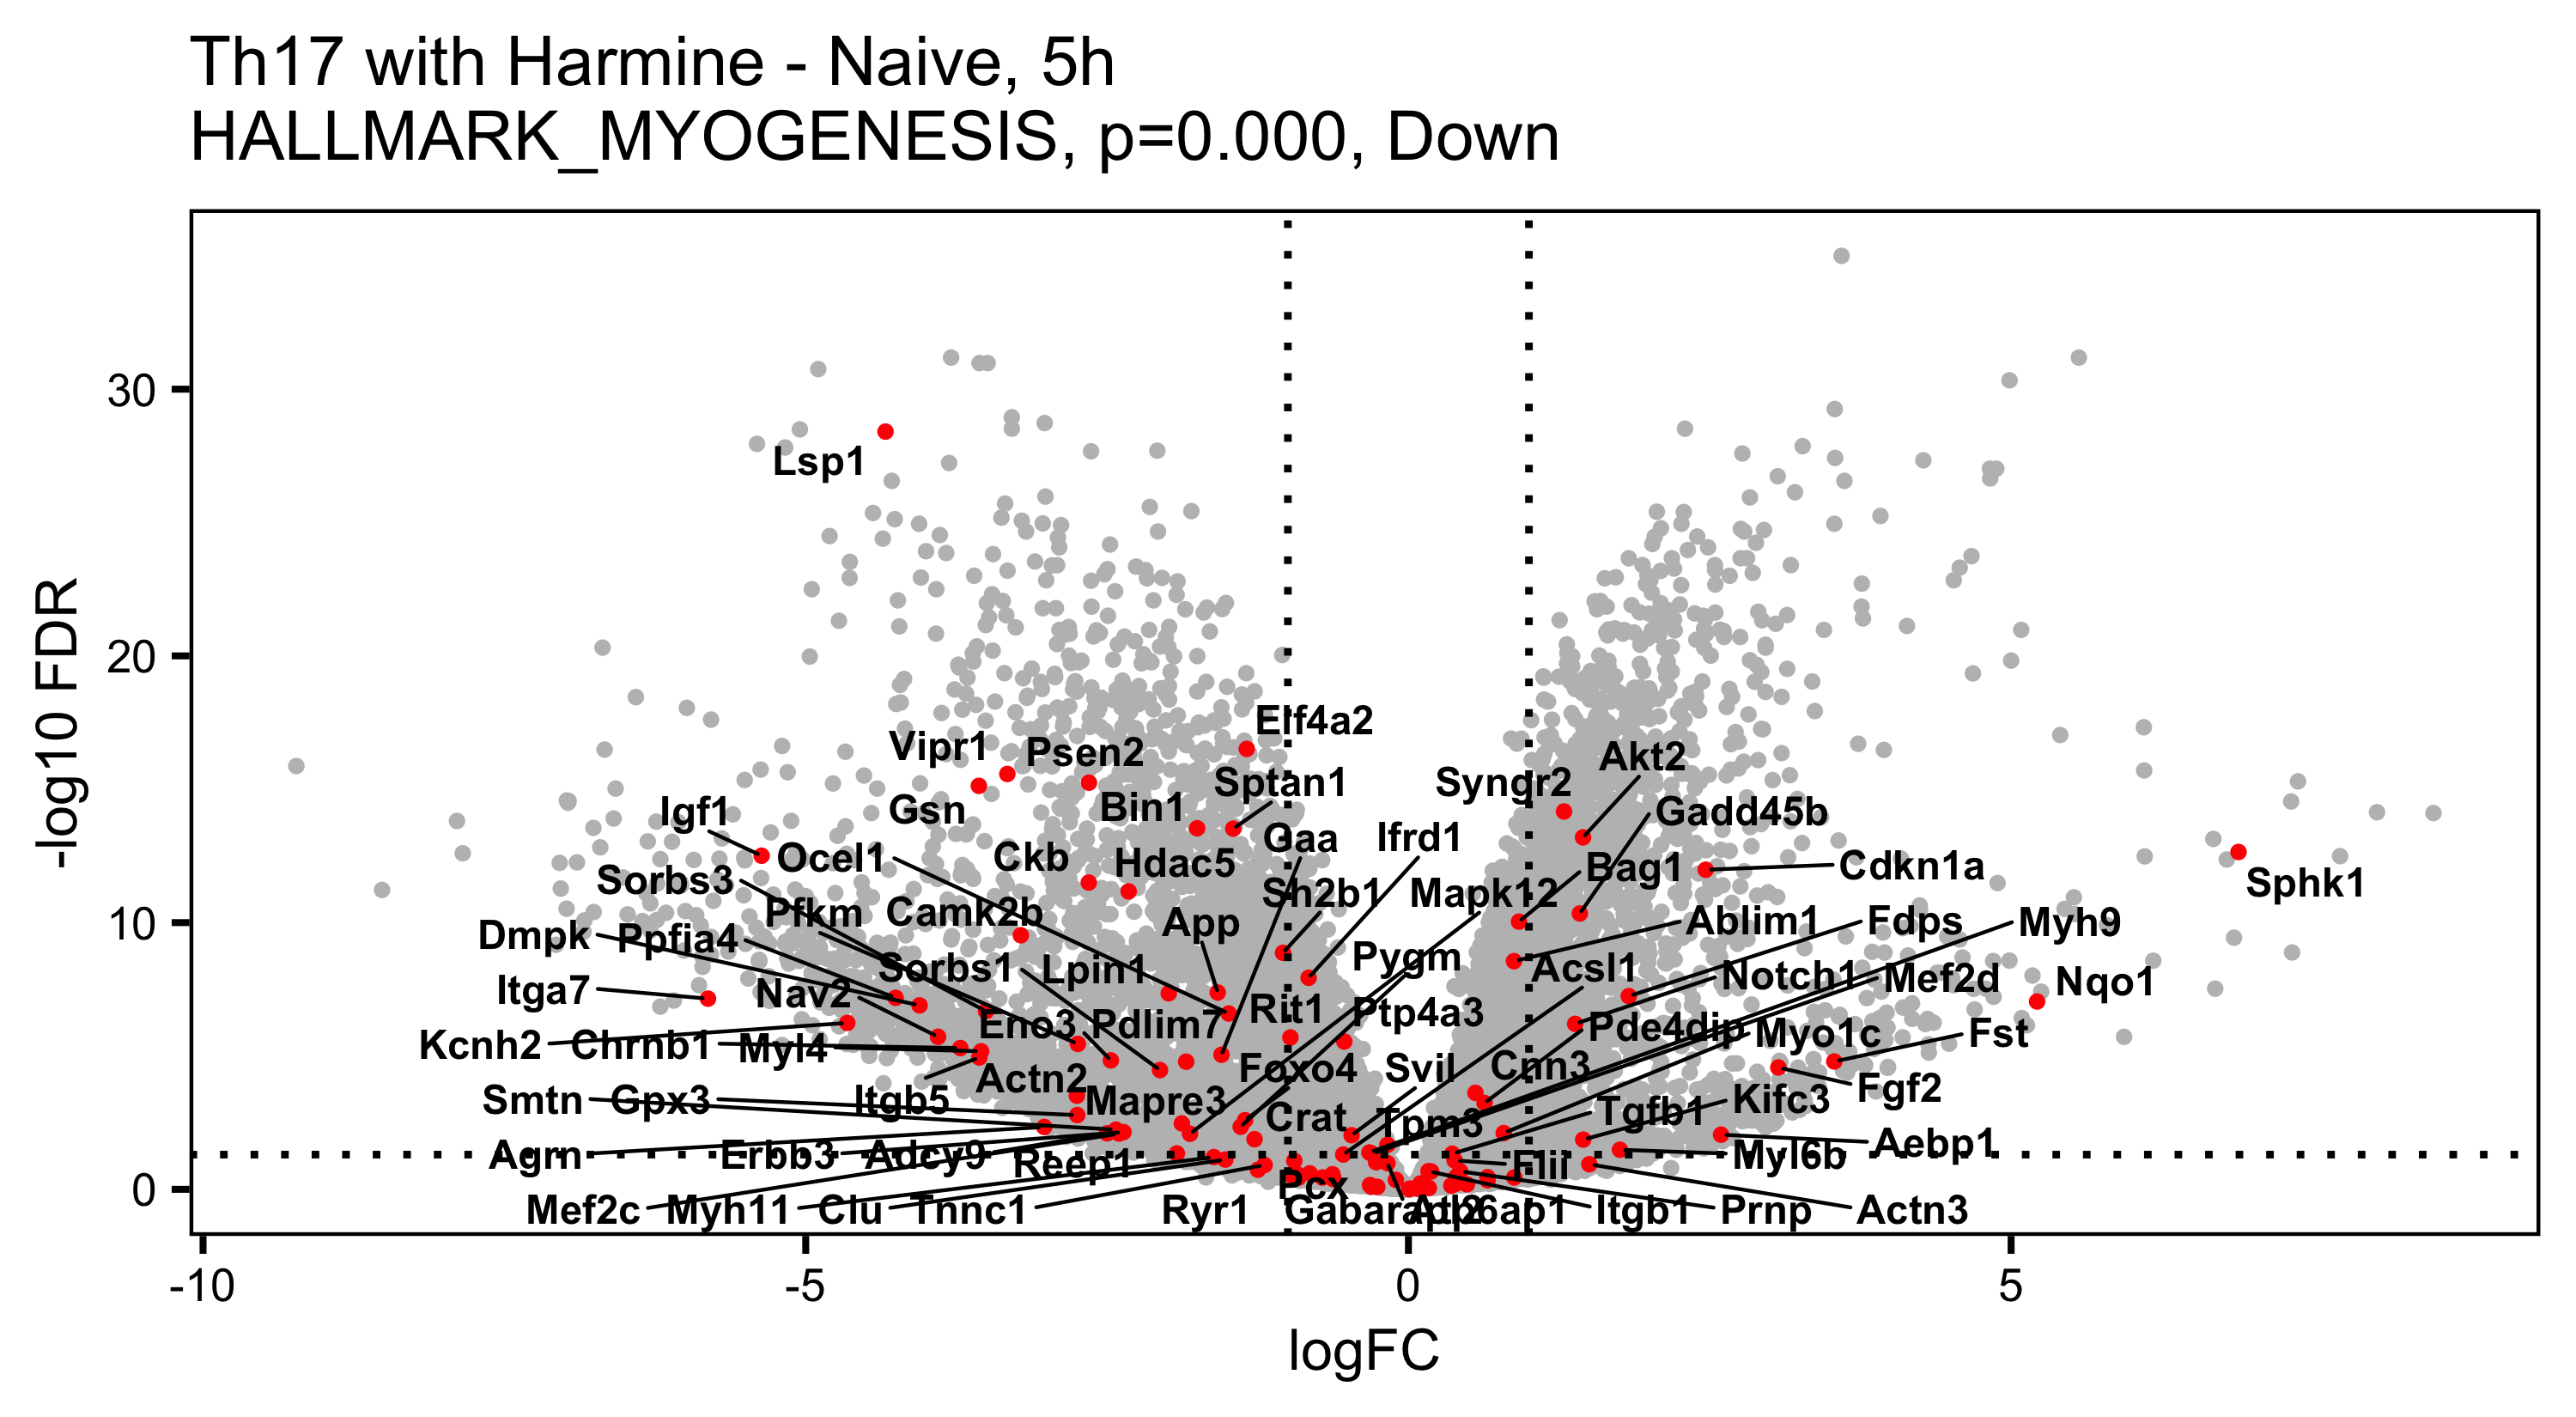 Th17 with Harmine - Naive, 5h
HALLMARK_MYOGENESIS, p=0.000, Down
-log10 FDR
30
20
10
0
Lsp1
Eif4a2
Vipr1
Psen2
Akt2
Syngr2
Sptan1
Igf1
Gsn
Bin1
Gadd45b
Gaa
Ifrd1
Ocel1
Ckb
Hdac5
Bag1
Cdkn1a
Sorbs3
Sh2b1
Mapk12
Sphk1
Pfkm
Camk2b
App
Ablim1
Fdps
Myh9
Dmpk
Ppfia4
Pygm
Sorbs1
Lpin1
Acsl1
Notch1
Mef2d
Nqo1
Itga7
Nav2
Rit1
Ptp4a3
Eno3
Pdlim7
Pde4dip
Myo1c
Fst
Kcnh2
Chrnb1
Myl4
Foxo4
Svil
Cnn3
Actn2
Fgf2
Smtn
Gpx3
Itgb5
Mapre3
Crat
Tpm3
Tgfb1
Kifc3
Agrn
Erbb3
Adcy9
Reep1
Flii
Myl6b
Aebp1
Pcx
Mef2c
Myh11
Clu
Tnnc1
Ryr1
Gabarapl2
Atp6ap1
Itgb1
Prnp
Actn3
-10
-5
0
5
logFC